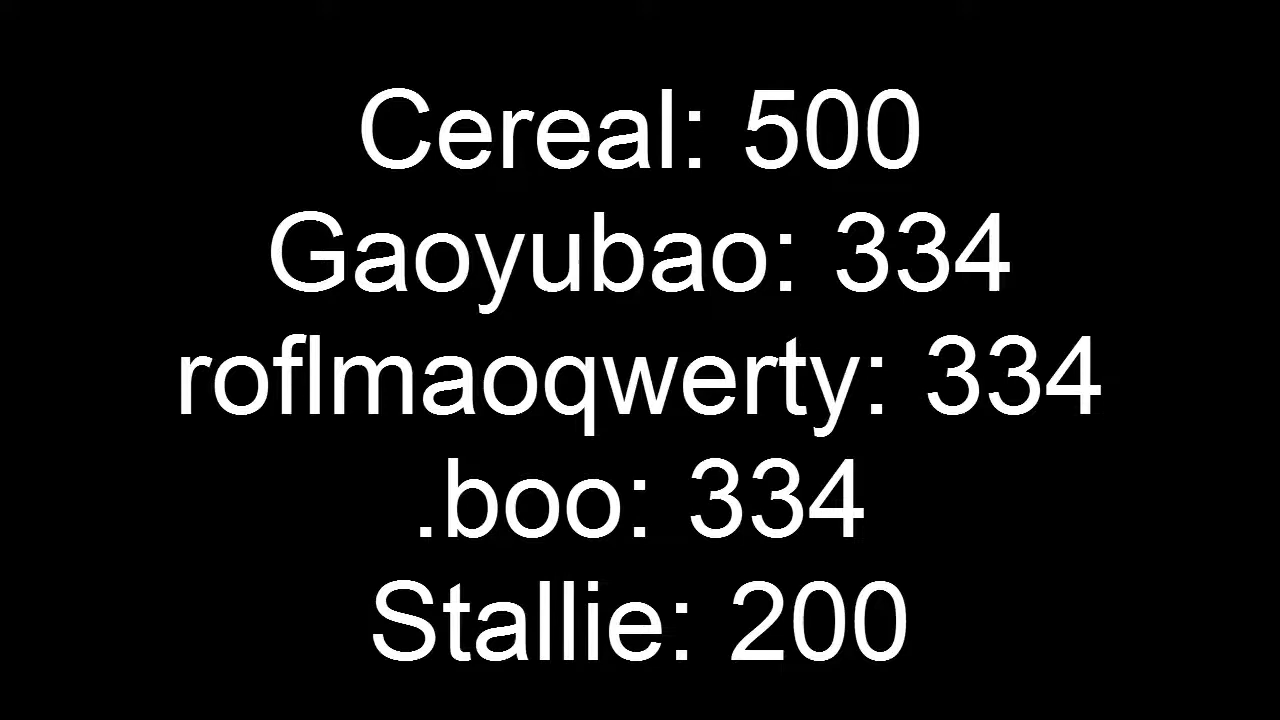 Cereal: 500
Gaoyubao: 334
roflmaoqwerty: 334
.boo: 334
Stallie: 200